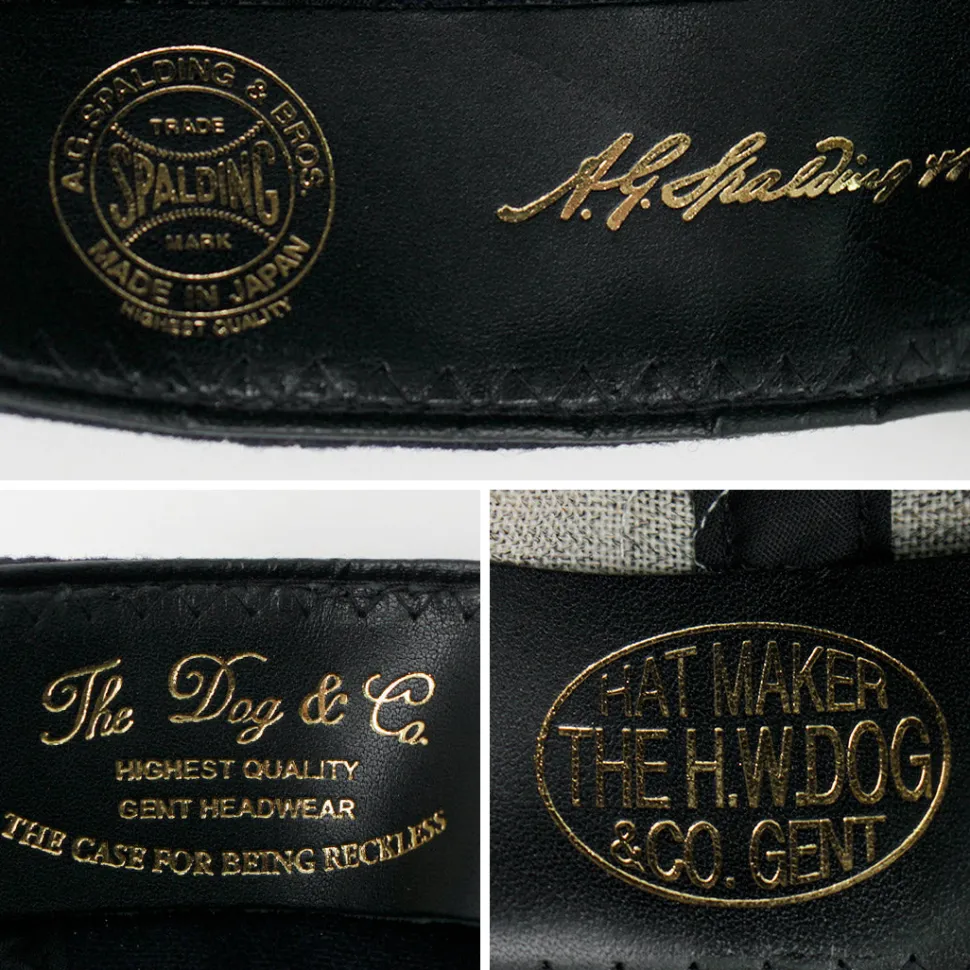 A.G. SPALDING & BROS.
TRADE
SPALDING
MARK
MADE IN JAPAN
HIGHEST QUALITY
A.G. Spalding
The Dog & Co.
HIGHEST QUALITY
GENT HEADWEAR
THE CASE FOR BEING RECKLESS
HAT MAKER
THE H.W.DOG
&CO. GENT